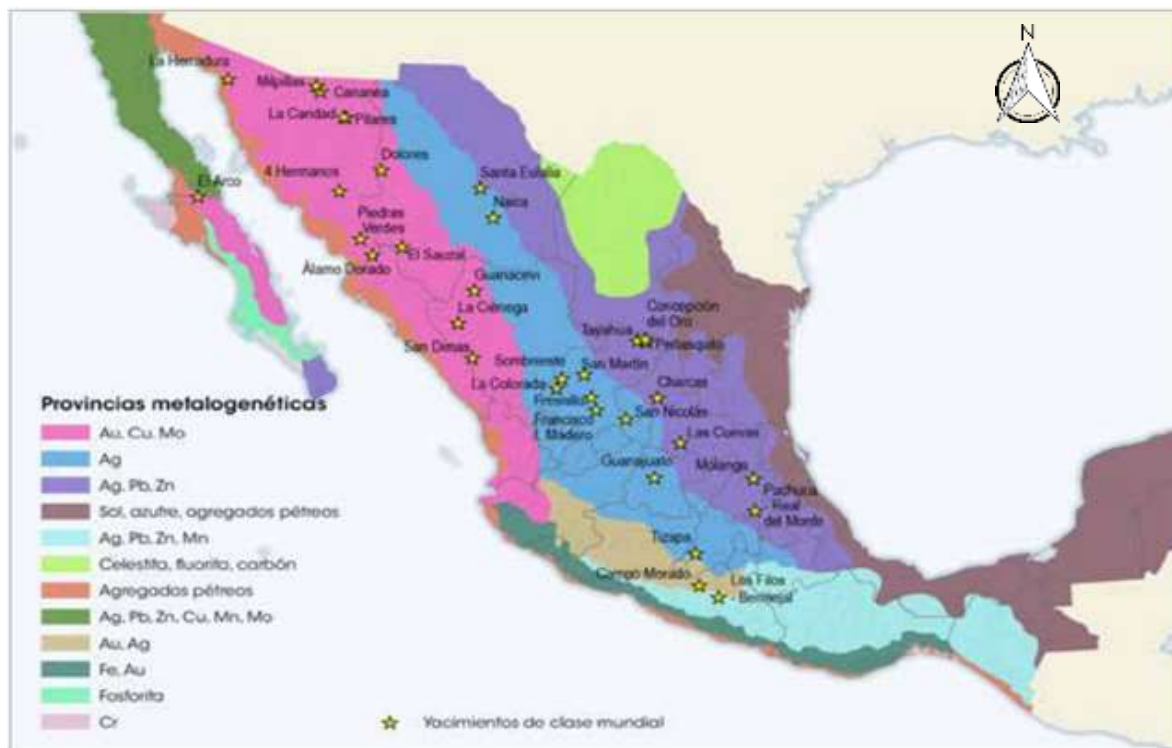 N
La Herradura
Milpillas
Cananea
La Caridad
Pilares
Dolores
4 Hermanos
Santa Eulalia
El Arco
Naica
Piedras
Verdes
El Sauzal
Álamo Dorado
Guanaceví
La Ciénega
Concepción
del Oro
Tayahua
Peñasquito
San Dimas
Sombrerete
San Martín
La Colorada
Charcas
Fresnillo
Francisco
I. Madero
San Nicolás
Las Cuevas
Guanajuato
Molango
Pachuca
Real
del Monte
Tizapa
Campo Morado
Los Filos
Bermejal
Provincias metalogenéticas
Au, Cu, Mo
Ag
Ag, Pb, Zn
Sal, azufre, agregados pétreos
Ag, Pb, Zn, Mn
Celestita, fluorita, carbón
Agregados pétreos
Ag, Pb, Zn, Cu, Mn, Mo
Au, Ag
Fe, Au
Fosforita
Cr
Yacimientos de clase mundial